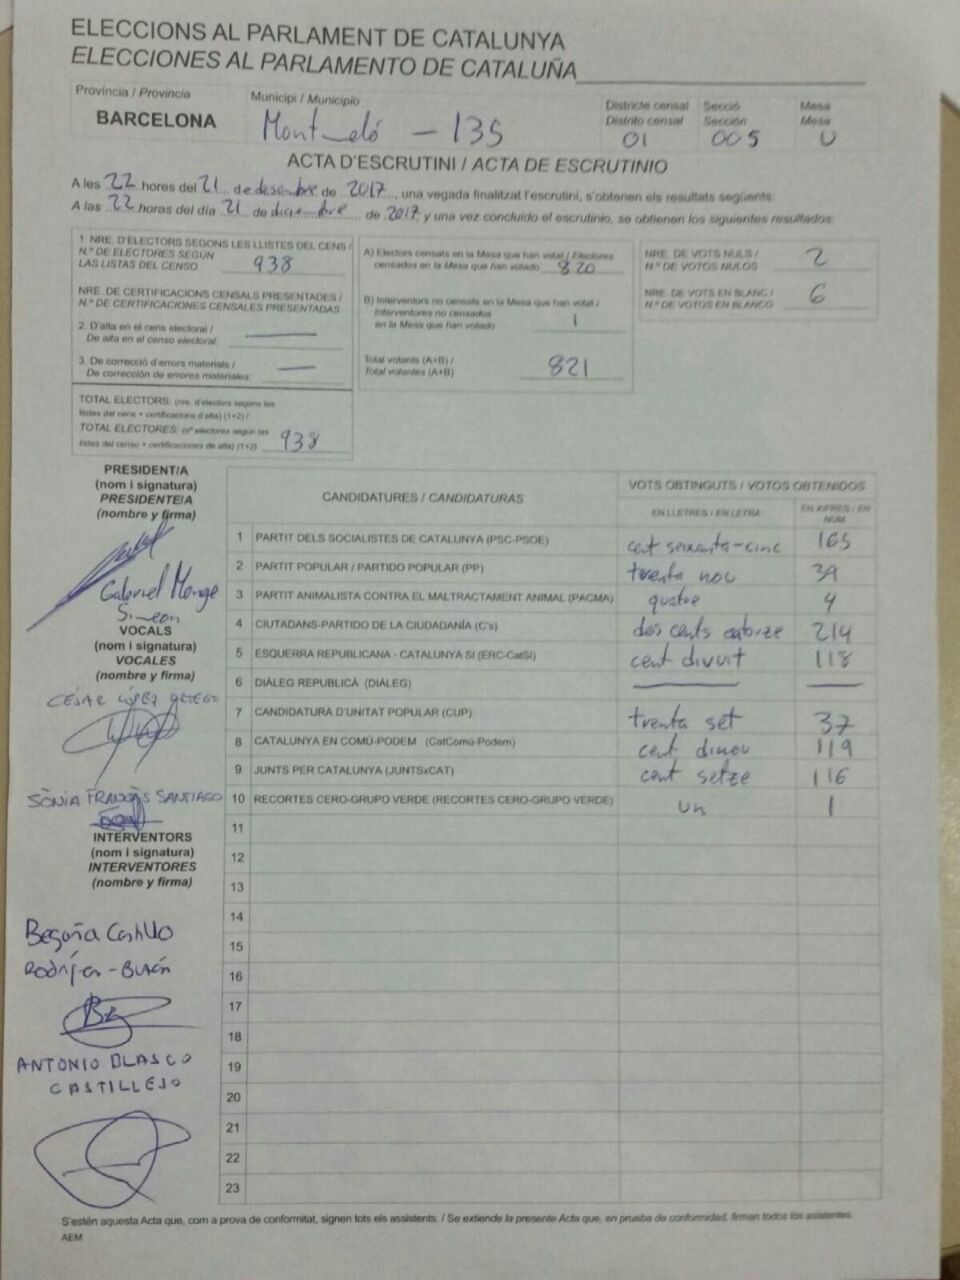 ELECCIONS AL PARLAMENT DE CATALUNYA
ELECCIONES AL PARLAMENTO DE CATALUÑA
Província / Provincia
BARCELONA
Municipi / Municipio
- 135
Districte censal
Distrito censal
01
Secció
Sección
005
Mesa
Mesa
U
ACTA D'ESCRUTINI / ACTA DE ESCRUTINIO
A les 22 hores del 21 de desembre de 2017, una vegada finalitzat l'escrutini, s'obtenen els resultats següents:
A las 22 horas del día 21 de diciembre de 2017, y una vez concluido el escrutinio, se obtienen los siguientes resultados:
1. NRE. D'ELECTORS SEGONS LES LLISTES DEL CENS /
N.º DE ELECTORES SEGÚN
LAS LISTAS DEL CENSO 938
NRE. DE CERTIFICACIONS CENSALS PRESENTADES /
N.º DE CERTIFICACIONES CENSALES PRESENTADAS
2. D'alta en el cens electoral /
De alta en el censo electoral: —
3. De correcció d'errors materials /
De corrección de errores materiales: —
TOTAL ELECTORS: (nre. d'electors segons les
llistes del cens + certificacions d'alta) (1+2) /
TOTAL ELECTORES: (nº electores según las
listas del censo + certificaciones de alta) (1+2) 938
A) Electors censats en la Mesa que han votat / Electores
censados en la Mesa que han votado 820
B) Interventors no censats en la Mesa que han votat /
Interventores no censados
en la Mesa que han votado 1
Total votants (A+B) /
Total votantes (A+B) 821
NRE. DE VOTS NULS /
N.º DE VOTOS NULOS 2
NRE. DE VOTS EN BLANC /
N.º DE VOTOS EN BLANCO 6
PRESIDENT/A
(nom i signatura)
PRESIDENTE/A
(nombre y firma)
Gabriel Monge
Simeon
VOCALS
(nom i signatura)
VOCALES
(nombre y firma)
CÉSAR LÓPEZ ORTEGO
SÒNIA FRANCÀS SANTIAGO
INTERVENTORS
(nom i signatura)
INTERVENTORES
(nombre y firma)
Begoña Castillo
ANTONIO BLASCO
CASTILLEJO
CANDIDATURES / CANDIDATURAS
VOTS OBTINGUTS / VOTOS OBTENIDOS
EN LLETRES / EN LETRA
EN XIFRES / EN
NÚM.
1 PARTIT DELS SOCIALISTES DE CATALUNYA (PSC-PSOE) cent seixanta-cinc 165
2 PARTIT POPULAR / PARTIDO POPULAR (PP) trenta nou 39
3 PARTIT ANIMALISTA CONTRA EL MALTRACTAMENT ANIMAL (PACMA) quatre 4
4 CIUTADANS-PARTIDO DE LA CIUDADANÍA (C's) dos cents catorze 214
5 ESQUERRA REPUBLICANA - CATALUNYA SÍ (ERC-CatSí) cent divuit 118
6 DIÀLEG REPUBLICÀ (DIÀLEG) — —
7 CANDIDATURA D'UNITAT POPULAR (CUP) trenta set 37
8 CATALUNYA EN COMÚ-PODEM (CatComú-Podem) cent dinou 119
9 JUNTS PER CATALUNYA (JUNTSxCAT) cent setze 116
10 RECORTES CERO-GRUPO VERDE (RECORTES CERO-GRUPO VERDE) un 1
11
12
13
14
15
16
17
18
19
20
21
22
23
S'estén aquesta Acta que, com a prova de conformitat, signen tots els assistents. / Se extiende la presente Acta que, en prueba de conformidad, firman todos los asistentes.
AEM